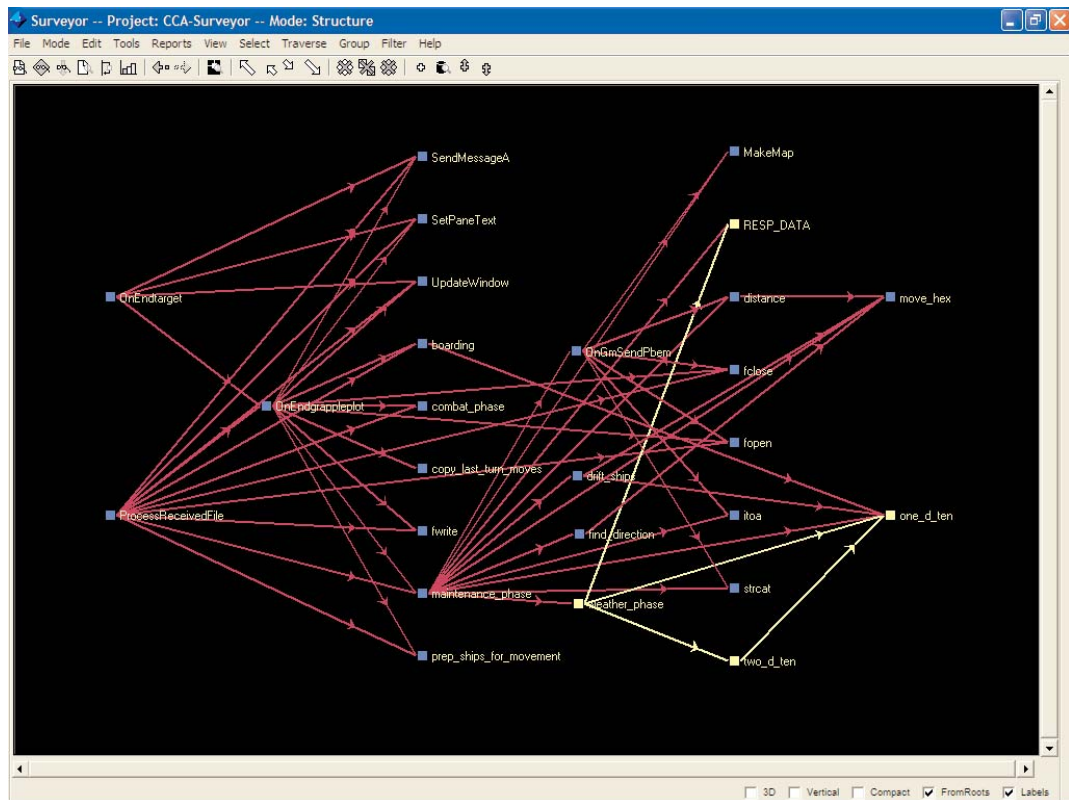 Surveyor -- Project: CCA-Surveyor -- Mode: Structure
File Mode Edit Tools Reports View Select Traverse Group Filter Help
SendMessageA
MakeMap
SetPaneText
RESP_DATA
UpdateWindow
OnEndtarget
distance
move_hex
boarding
OnGmSendPbem
fclose
OnEndgrappleplot
combat_phase
fopen
copy_last_turn_moves
drift_ships
ProcessReceivedFile
itoa
one_d_ten
fwrite
find_direction
maintenance_phase
strcat
weather_phase
prep_ships_for_movement
two_d_ten
3D Vertical Compact FromRoots Labels